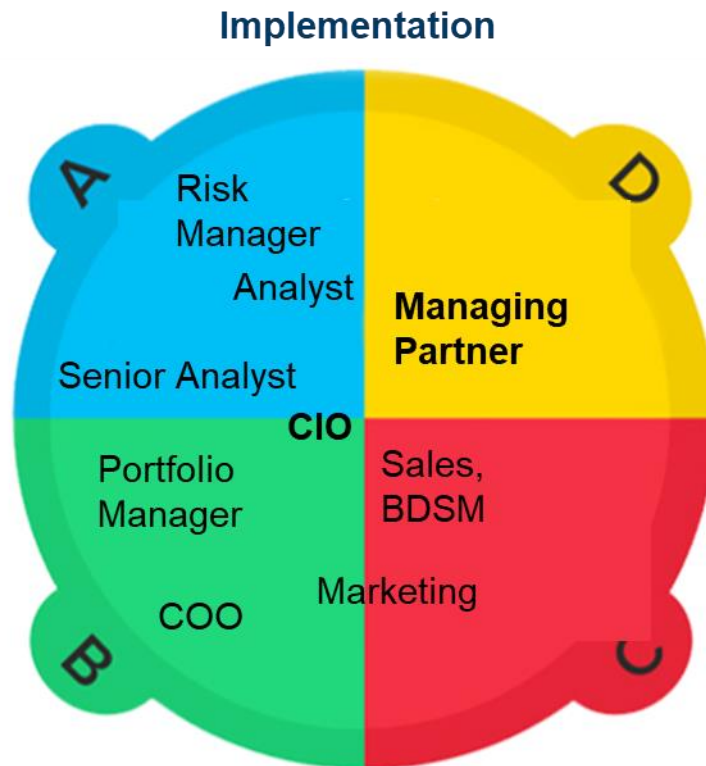 Implementation
A
D
Risk
Manager
Analyst
Managing
Partner
Senior Analyst
CIO
Portfolio
Manager
Sales,
BDSM
Marketing
COO
B
C